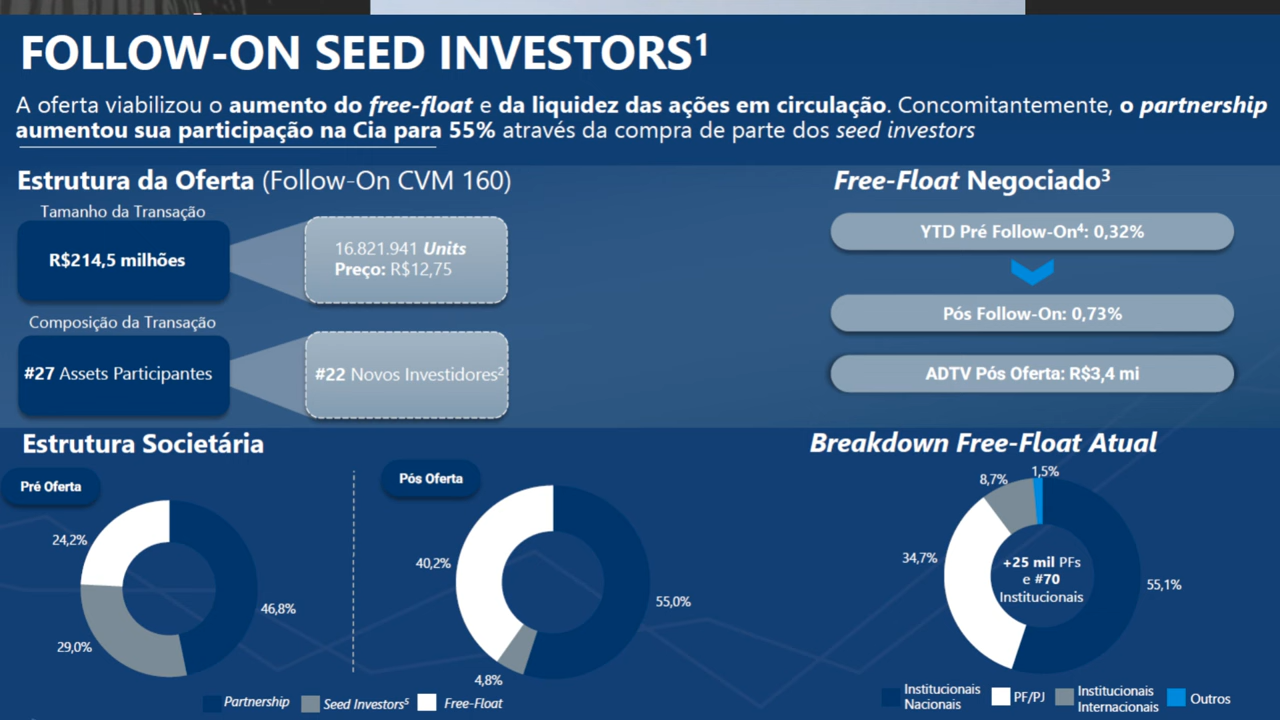 FOLLOW-ON SEED INVESTORS¹
A oferta viabilizou o aumento do free-float e da liquidez das ações em circulação. Concomitantemente, o partnership
aumentou sua participação na Cia para 55% através da compra de parte dos seed investors
Estrutura da Oferta (Follow-On CVM 160)
Tamanho da Transação
R$214,5 milhões
16.821.941 Units
Preço: R$12,75
Composição da Transação
#27 Assets Participantes
#22 Novos Investidores²
Free-Float Negociado³
YTD Pré Follow-On⁴: 0,32%
Pós Follow-On: 0,73%
ADTV Pós Oferta: R$3,4 mi
Estrutura Societária
Pré Oferta
24,2%
46,8%
29,0%
Pós Oferta
40,2%
55,0%
4,8%
Partnership
Seed Investors⁵
Free-Float
Breakdown Free-Float Atual
1,5%
8,7%
34,7%
55,1%
+25 mil PFs
e #70
Institucionais
Institucionais
Nacionais
PF/PJ
Institucionais
Internacionais
Outros